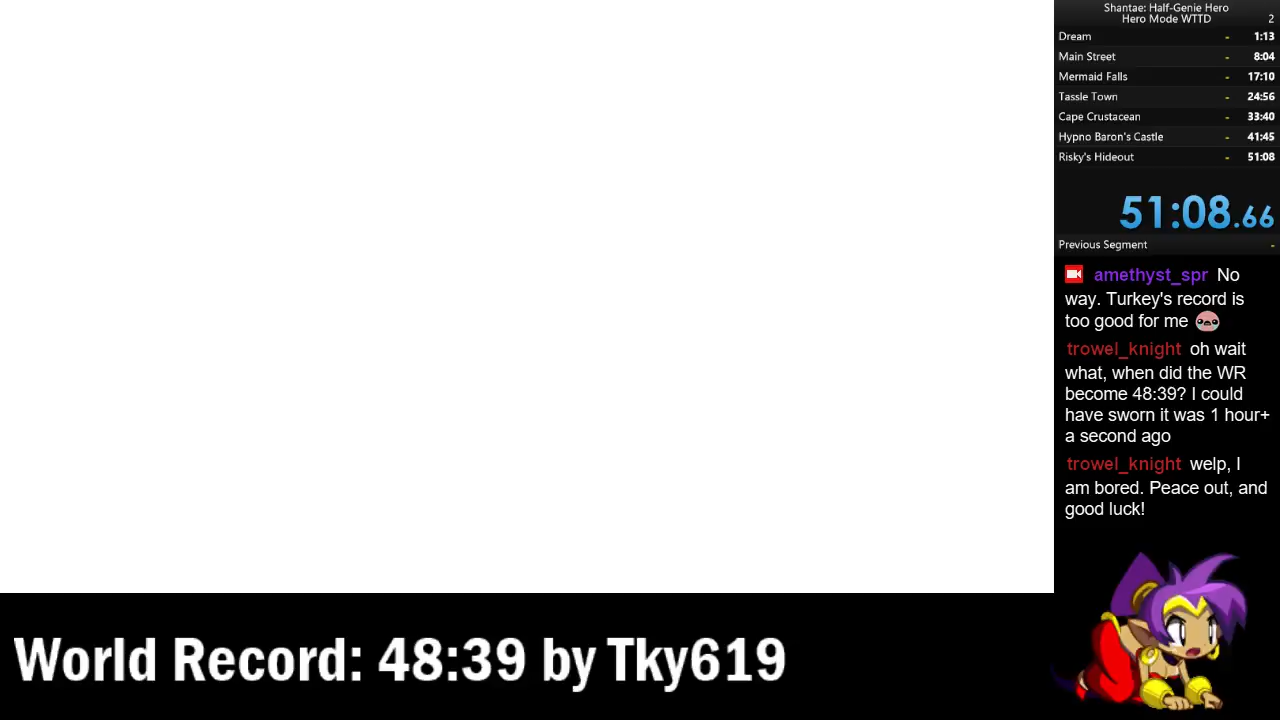 Shantae: Half-Genie Hero
Hero Mode WTTD 2
Dream - 1:13
Main Street - 8:04
Mermaid Falls - 17:10
Tassle Town - 24:56
Cape Crustacean - 33:40
Hypno Baron's Castle - 41:45
Risky's Hideout - 51:08
51:08.66
Previous Segment -
amethyst_spr No
way. Turkey's record is
too good for me
trowel_knight oh wait
what, when did the WR
become 48:39? I could
have sworn it was 1 hour+
a second ago
trowel_knight welp, I
am bored. Peace out, and
good luck!
World Record: 48:39 by Tky619